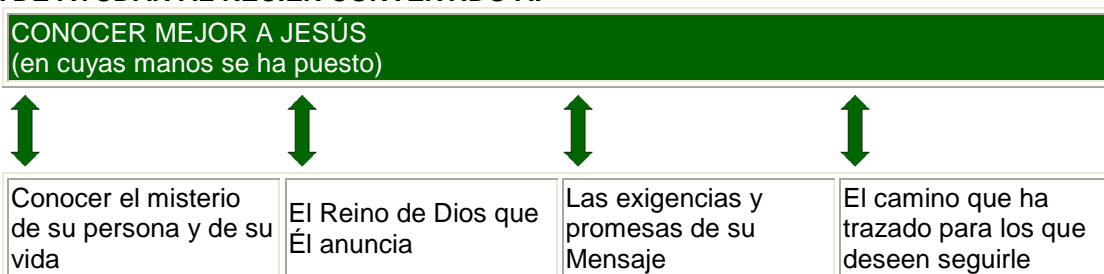 CONOCER MEJOR A JESÚS
(en cuyas manos se ha puesto)
Conocer el misterio
de su persona y de su
vida
El Reino de Dios que
Él anuncia
Las exigencias y
promesas de su
Mensaje
El camino que ha
trazado para los que
deseen seguirle